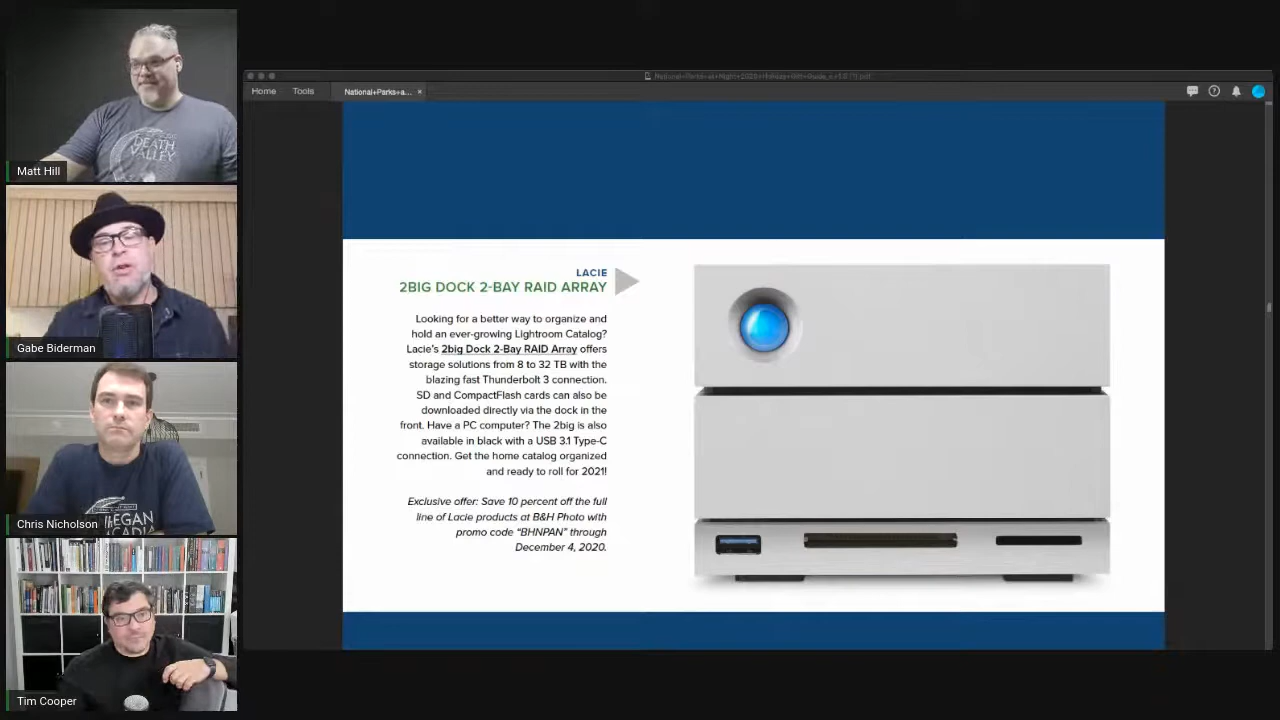 Home
Tools
National+Parks+a...
×
DEATH
VALLEY
Matt Hill
Gabe Biderman
Chris Nicholson
Tim Cooper
LACIE
2BIG DOCK 2-BAY RAID ARRAY
Looking for a better way to organize and
hold an ever-growing Lightroom Catalog?
Lacie's 2big Dock 2-Bay RAID Array offers
storage solutions from 8 to 32 TB with the
blazing fast Thunderbolt 3 connection.
SD and CompactFlash cards can also be
downloaded directly via the dock in the
front. Have a PC computer? The 2big is also
available in black with a USB 3.1 Type-C
connection. Get the home catalog organized
and ready to roll for 2021!
Exclusive offer: Save 10 percent off the full
line of Lacie products at B&H Photo with
promo code “BHNPAN” through
December 4, 2020.